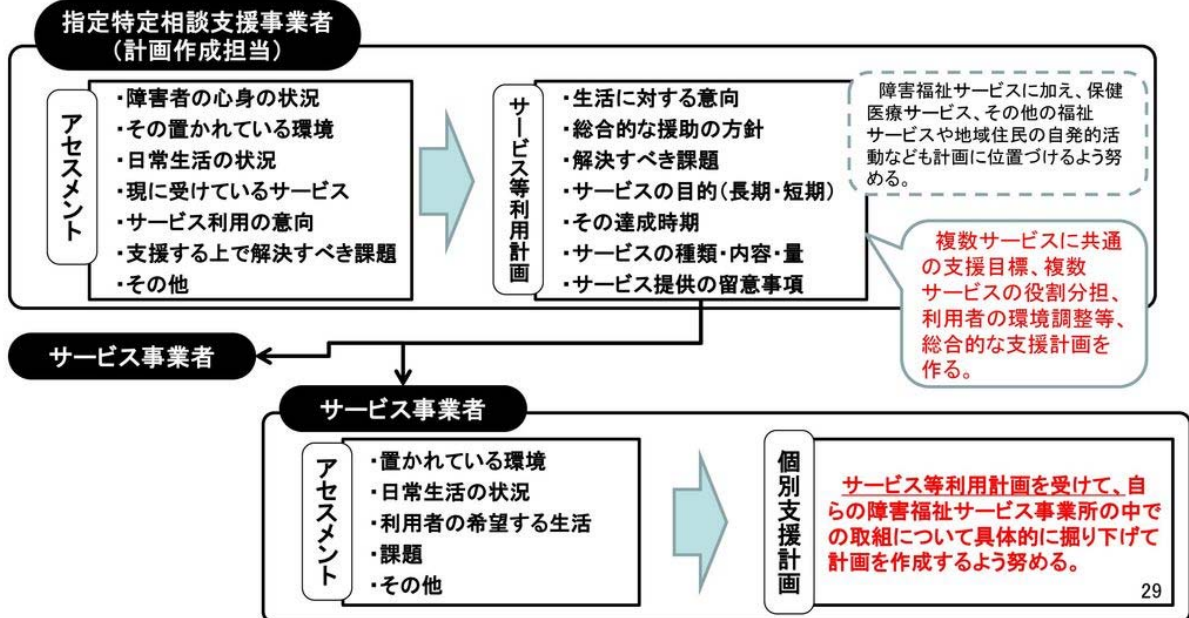 指定特定相談支援事業者
(計画作成担当)
アセスメント
・障害者の心身の状況
・その置かれている環境
・日常生活の状況
・現に受けているサービス
・サービス利用の意向
・支援する上で解決すべき課題
・その他
サービス等利用計画
・生活に対する意向
・総合的な援助の方針
・解決すべき課題
・サービスの目的(長期・短期)
・その達成時期
・サービスの種類・内容・量
・サービス提供の留意事項
障害福祉サービスに加え、保健
医療サービス、その他の福祉
サービスや地域住民の自発的活
動なども計画に位置づけるよう努
める。
複数サービスに共通
の支援目標、複数
サービスの役割分担、
利用者の環境調整等、
総合的な支援計画を
作る。
サービス事業者
サービス事業者
アセスメント
・置かれている環境
・日常生活の状況
・利用者の希望する生活
・課題
・その他
個別支援計画
サービス等利用計画を受けて、自
らの障害福祉サービス事業所の中で
の取組について具体的に掘り下げて
計画を作成するよう努める。
29